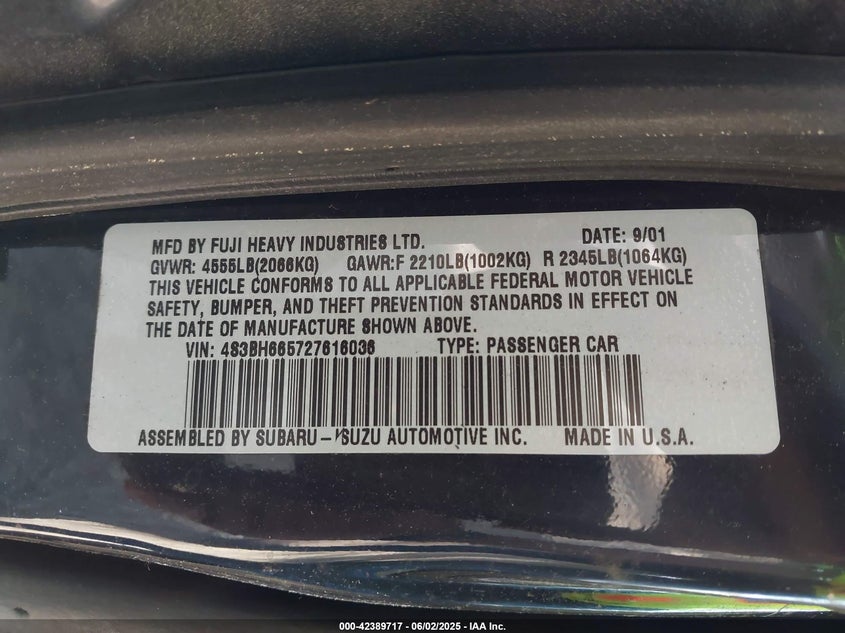 MFD BY FUJI HEAVY INDUSTRIES LTD. DATE: 9/01
GVWR: 4555LB(2066KG) GAWR:F 2210LB(1002KG) R 2345LB(1064KG)
THIS VEHICLE CONFORMS TO ALL APPLICABLE FEDERAL MOTOR VEHICLE
SAFETY, BUMPER, AND THEFT PREVENTION STANDARDS IN EFFECT ON
THE DATE OF MANUFACTURE SHOWN ABOVE.
VIN: 4S3BH665727616036 TYPE: PASSENGER CAR
ASSEMBLED BY SUBARU-ISUZU AUTOMOTIVE INC. MADE IN U.S.A.
000-42389717 - 06/02/2025 - IAA Inc.